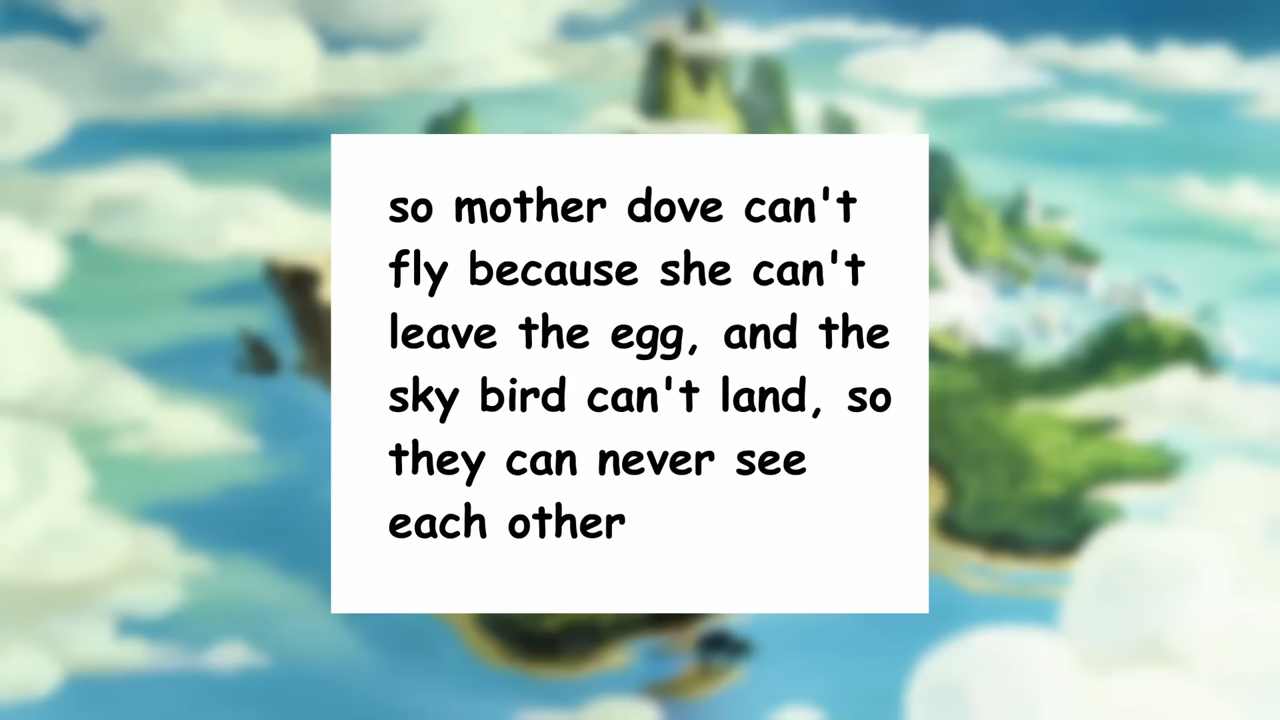 so mother dove can't
fly because she can't
leave the egg, and the
sky bird can't land, so
they can never see
each other